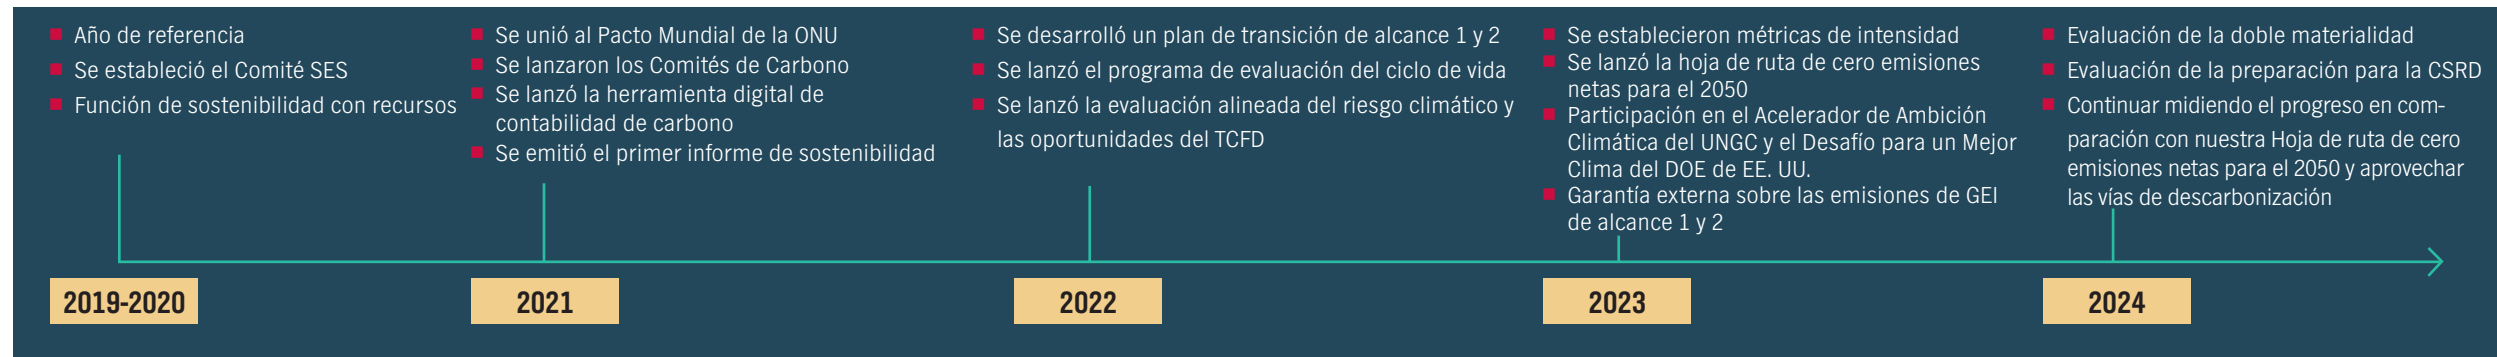 Año de referencia
Se estableció el Comité SES
Función de sostenibilidad con recursos
2019-2020
Se unió al Pacto Mundial de la ONU
Se lanzaron los Comités de Carbono
Se lanzó la herramienta digital de
contabilidad de carbono
Se emitió el primer informe de sostenibilidad
2021
Se desarrolló un plan de transición de alcance 1 y 2
Se lanzó el programa de evaluación del ciclo de vida
Se lanzó la evaluación alineada del riesgo climático y
las oportunidades del TCFD
2022
Se establecieron métricas de intensidad
Se lanzó la hoja de ruta de cero emisiones
netas para el 2050
Participación en el Acelerador de Ambición
Climática del UNGC y el Desafío para un Mejor
Clima del DOE de EE. UU.
Garantía externa sobre las emisiones de GEI
de alcance 1 y 2
2023
Evaluación de la doble materialidad
Evaluación de la preparación para la CSRD
Continuar midiendo el progreso en com-
paración con nuestra Hoja de ruta de cero
emisiones netas para el 2050 y aprovechar
las vías de descarbonización
2024